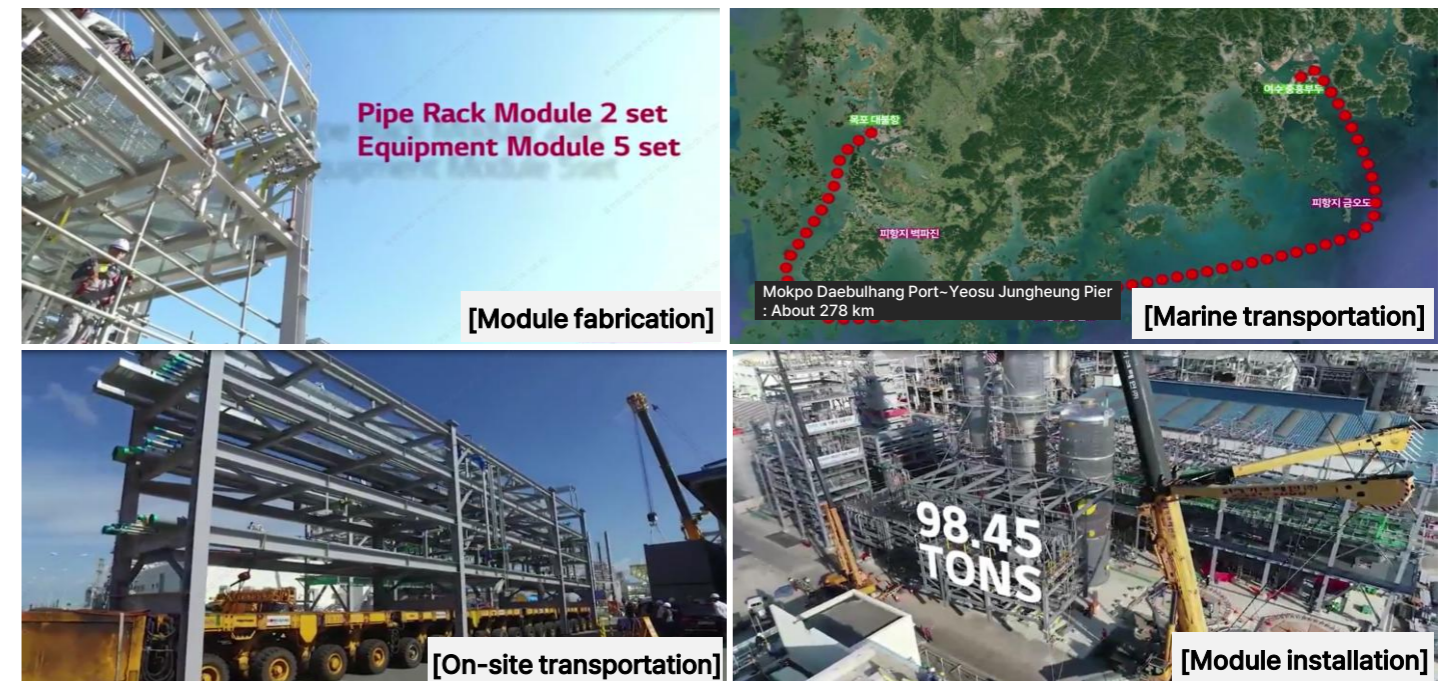 Pipe Rack Module 2 set
Equipment Module 5 set
[Module fabrication]
목포 대불항
여수 중흥부두
피항지 금오도
피항지 벽파진
Mokpo Daebulhang Port~Yeosu Jungheung Pier
: About 278 km
[Marine transportation]
[On-site transportation]
98.45
TONS
[Module installation]